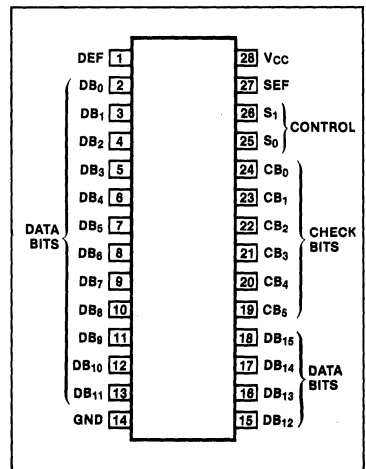 DEF 1 28 VCC
DB0 2 27 SEF
DB1 3 26 S1
DB2 4 25 S0
CONTROL
DB3 5 24 CB0
DB4 6 23 CB1
DB5 7 22 CB2
DB6 8 21 CB3
DB7 9 20 CB4
DB8 10 19 CB5
DATA BITS
CHECK BITS
DB9 11 18 DB15
DB10 12 17 DB14
DB11 13 16 DB13
GND 14 15 DB12
DATA BITS